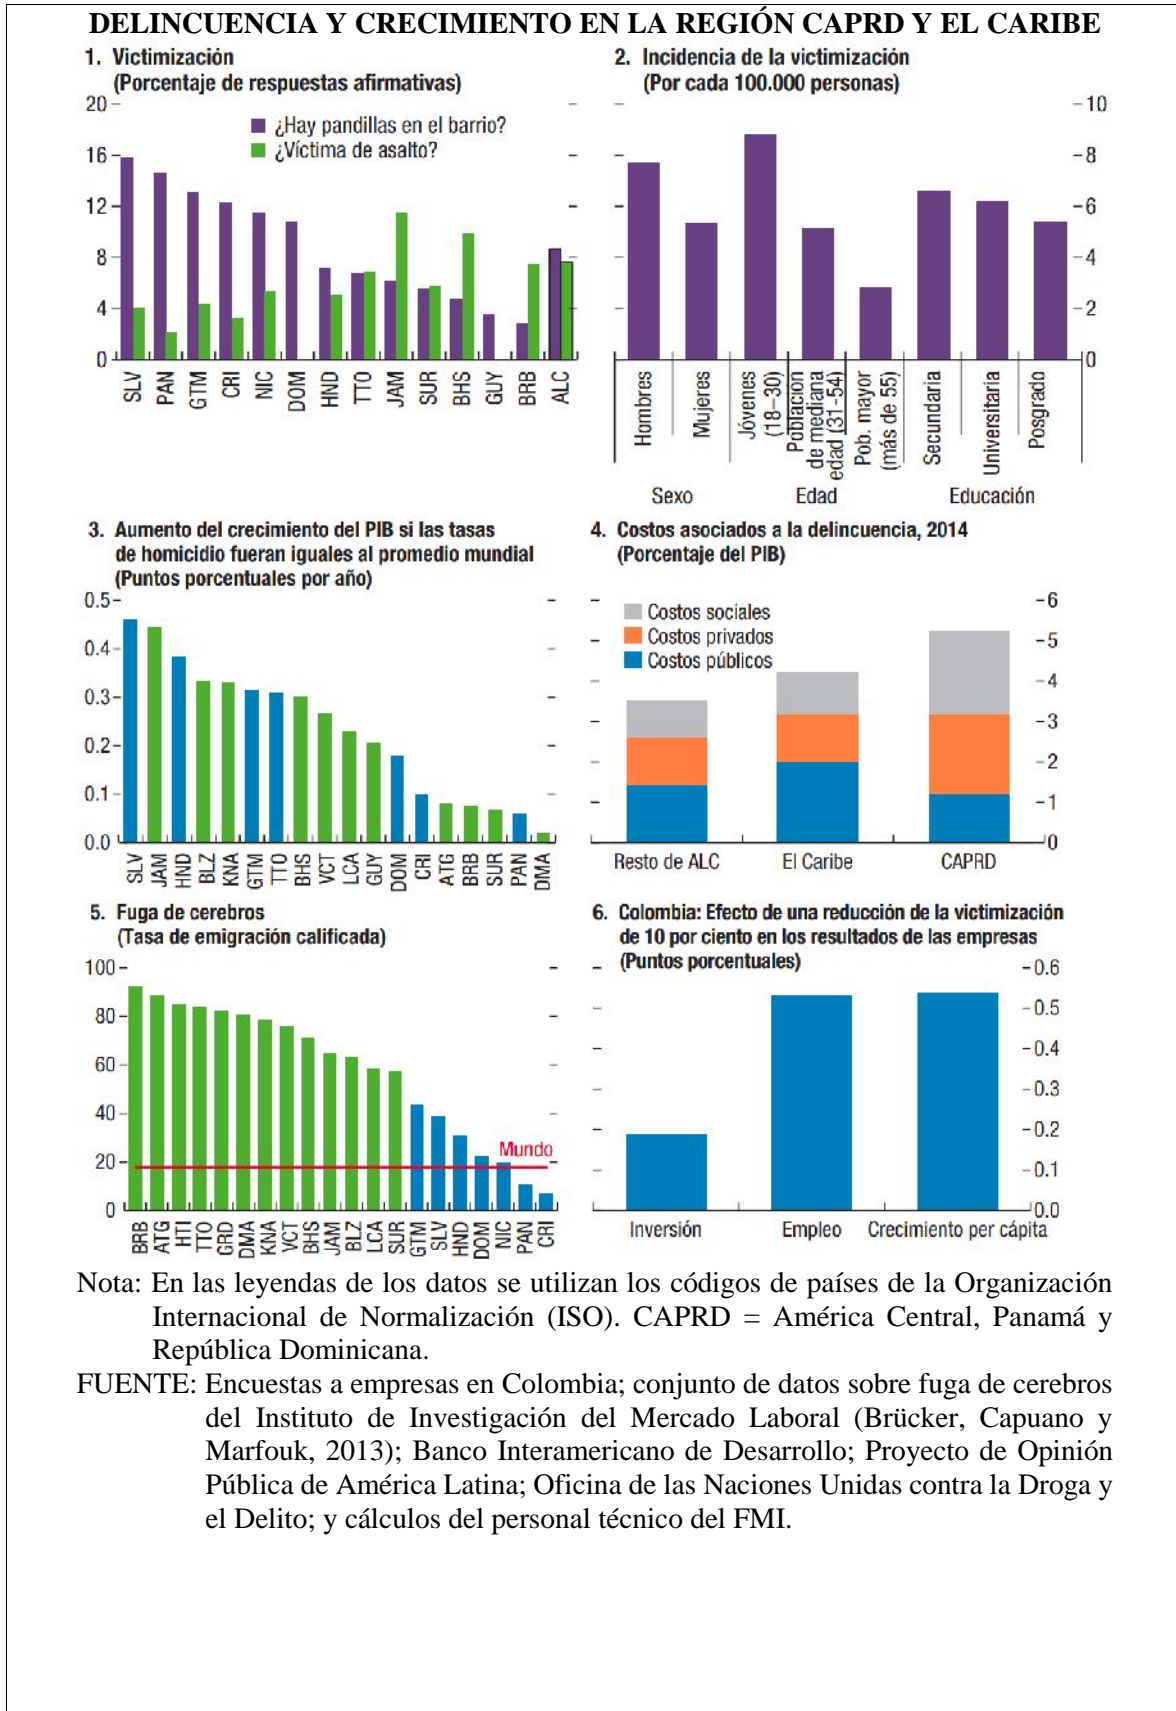 DELINCUENCIA Y CRECIMIENTO EN LA REGIÓN CAPRD Y EL CARIBE
1. Victimización
(Porcentaje de respuestas afirmativas)
20
16
12
8
4
0
¿Hay pandillas en el barrio?
¿Víctima de asalto?
SLV
PAN
GTM
CRI
NIC
DOM
HND
TTO
JAM
SUR
BHS
GUY
BRB
ALC
2. Incidencia de la victimización
(Por cada 100.000 personas)
10
8
6
4
2
0
Hombres
Mujeres
Jóvenes
(18–30)
Población
de mediana
edad (31-54)
Pob. mayor
(más de 55)
Secundaria
Universitaria
Posgrado
Sexo
Edad
Educación
3. Aumento del crecimiento del PIB si las tasas
de homicidio fueran iguales al promedio mundial
(Puntos porcentuales por año)
0.5
0.4
0.3
0.2
0.1
0.0
SLV
JAM
HND
BLZ
KNA
GTM
TTO
BHS
VCT
LCA
GUY
DOM
CRI
ATG
BRB
SUR
PAN
DMA
4. Costos asociados a la delincuencia, 2014
(Porcentaje del PIB)
Costos sociales
Costos privados
Costos públicos
6
5
4
3
2
1
0
Resto de ALC
El Caribe
CAPRD
5. Fuga de cerebros
(Tasa de emigración calificada)
100
80
60
40
20
0
Mundo
BRB
ATG
HTI
TTO
GRD
DMA
KNA
VCT
BHS
JAM
BLZ
LCA
SUR
GTM
SLV
HND
DOM
NIC
PAN
CRI
6. Colombia: Efecto de una reducción de la victimización
de 10 por ciento en los resultados de las empresas
(Puntos porcentuales)
0.6
0.5
0.4
0.3
0.2
0.1
0.0
Inversión
Empleo
Crecimiento per cápita
Nota: En las leyendas de los datos se utilizan los códigos de países de la Organización
Internacional de Normalización (ISO). CAPRD = América Central, Panamá y
República Dominicana.
FUENTE: Encuestas a empresas en Colombia; conjunto de datos sobre fuga de cerebros
del Instituto de Investigación del Mercado Laboral (Brücker, Capuano y
Marfouk, 2013); Banco Interamericano de Desarrollo; Proyecto de Opinión
Pública de América Latina; Oficina de las Naciones Unidas contra la Droga y
el Delito; y cálculos del personal técnico del FMI.